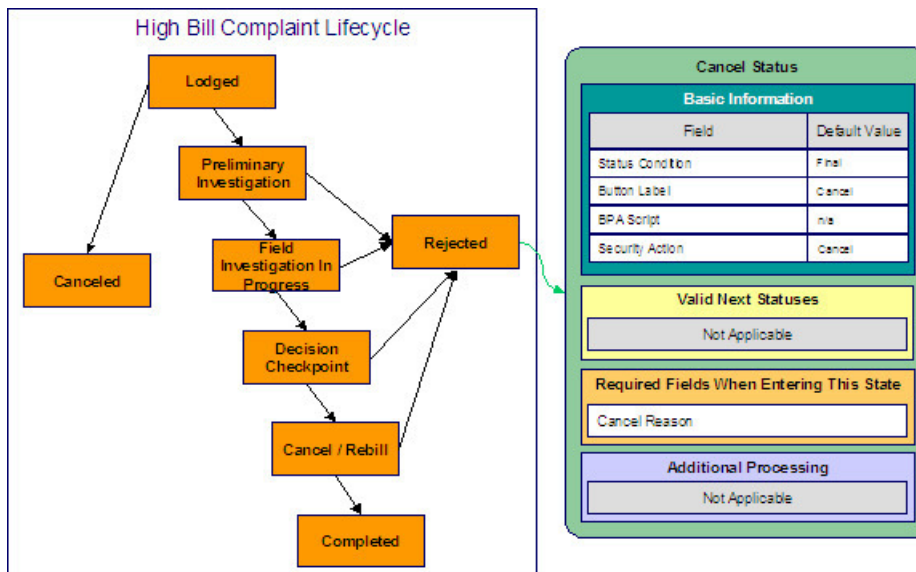 High Bill Complaint Lifecycle
Lodged
Preliminary
Investigation
Field
Investigation In
Progress
Rejected
Canceled
Decision
Checkpoint
Cancel / Rebill
Completed
Cancel Status
Basic Information
Field Default Value
Status Condition Final
Button Label Cancel
BPA Script n/a
Security Action Cancel
Valid Next Statuses
Not Applicable
Required Fields When Entering This State
Cancel Reason
Additional Processing
Not Applicable